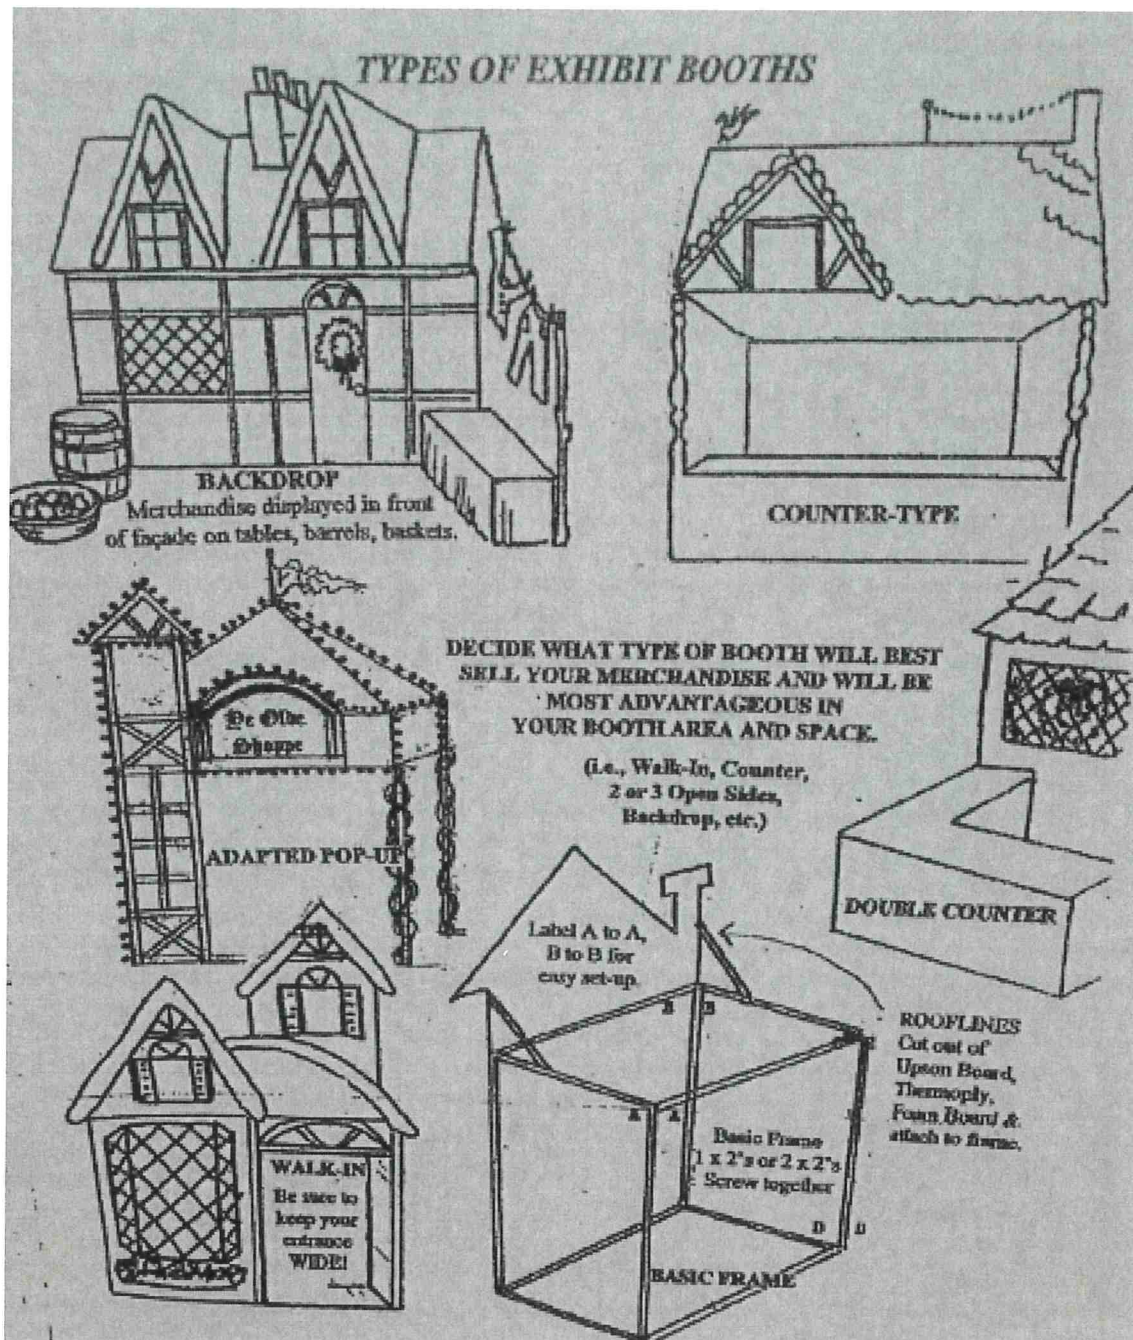 TYPES OF EXHIBIT BOOTHS
BACKDROP
Merchandise displayed in front
of façade on tables, barrels, baskets.
COUNTER-TYPE
DECIDE WHAT TYPE OF BOOTH WILL BEST
SELL YOUR MERCHANDISE AND WILL BE
MOST ADVANTAGEOUS IN
YOUR BOOTH AREA AND SPACE.
(i.e., Walk-In, Counter,
2 or 3 Open Sides,
Backdrop, etc.)
Ye Olde
Shoppe
ADAPTED POP-UP
DOUBLE COUNTER
Label A to A,
B to B for
easy set-up.
B B
ROOFLINES
Cut out of
Upson Board,
Thermoply,
Foam Board &
attach to frame.
A A
Basic Frame
1 x 2"s or 2 x 2"s
Screw together
D D
BASIC FRAME
WALK-IN
Be sure to
keep your
entrance
WIDE!